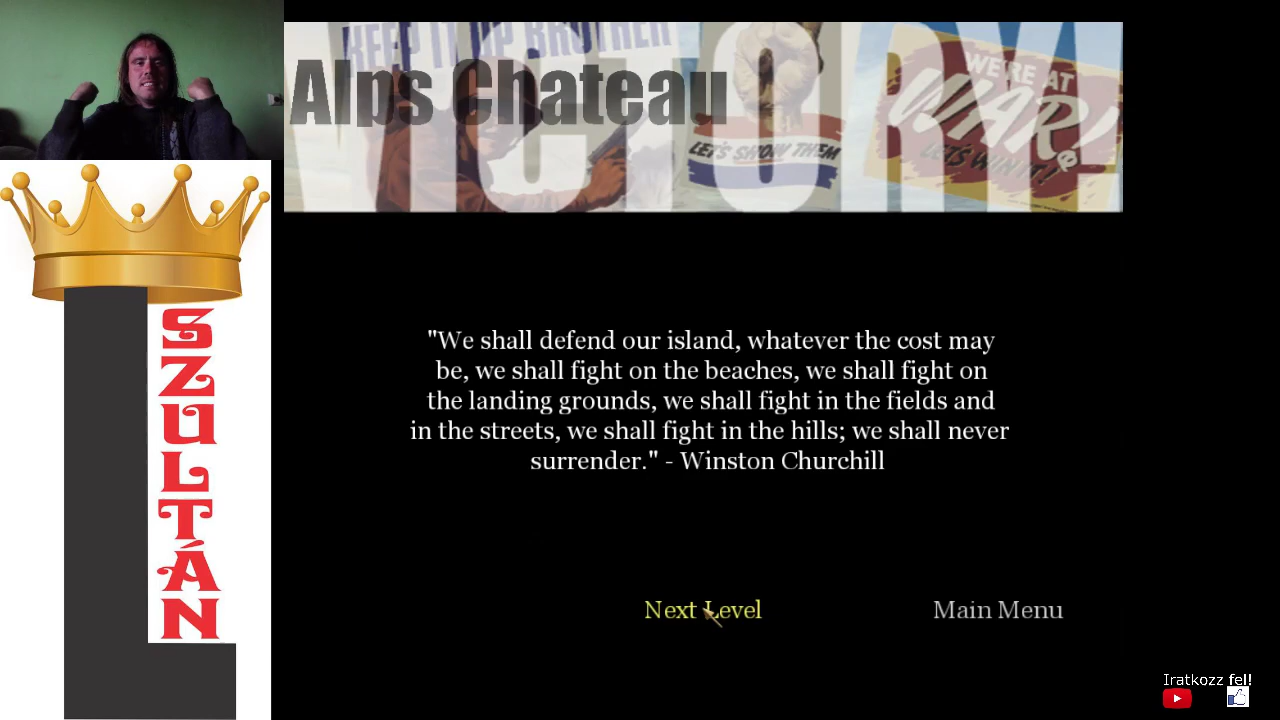 KEEP IT UP BROTHER
VICTORY
Alps Chateau
LET'S SHOW THEM
WE'RE AT
WAR!
LET'S WIN IT!
L
SZULTÁN
"We shall defend our island, whatever the cost may
be, we shall fight on the beaches, we shall fight on
the landing grounds, we shall fight in the fields and
in the streets, we shall fight in the hills; we shall never
surrender." - Winston Churchill
Next Level
Main Menu
Iratkozz fel!